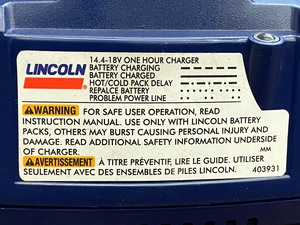 LINCOLN
14.4-18V ONE HOUR CHARGER
BATTERY CHARGING
BATTERY CHARGED
HOT/COLD PACK DELAY
REPALCE BATTERY
PROBLEM POWER LINE
WARNING FOR SAFE USER OPERATION, READ
INSTRUCTION MANUAL. USE ONLY WITH LINCOLN BATTERY
PACKS, OTHERS MAY BURST CAUSING PERSONAL INJURY AND
DAMAGE. READ ADDITIONAL SAFETY INFORMATION UNDERSIDE
OF CHARGER. MM
AVERTISSEMENT À TITRE PRÉVENTIF, LIRE LE GUIDE. UTILISER
SEULEMENT AVEC DES ENSEMBLES DE PILES LINCOLN. 403931